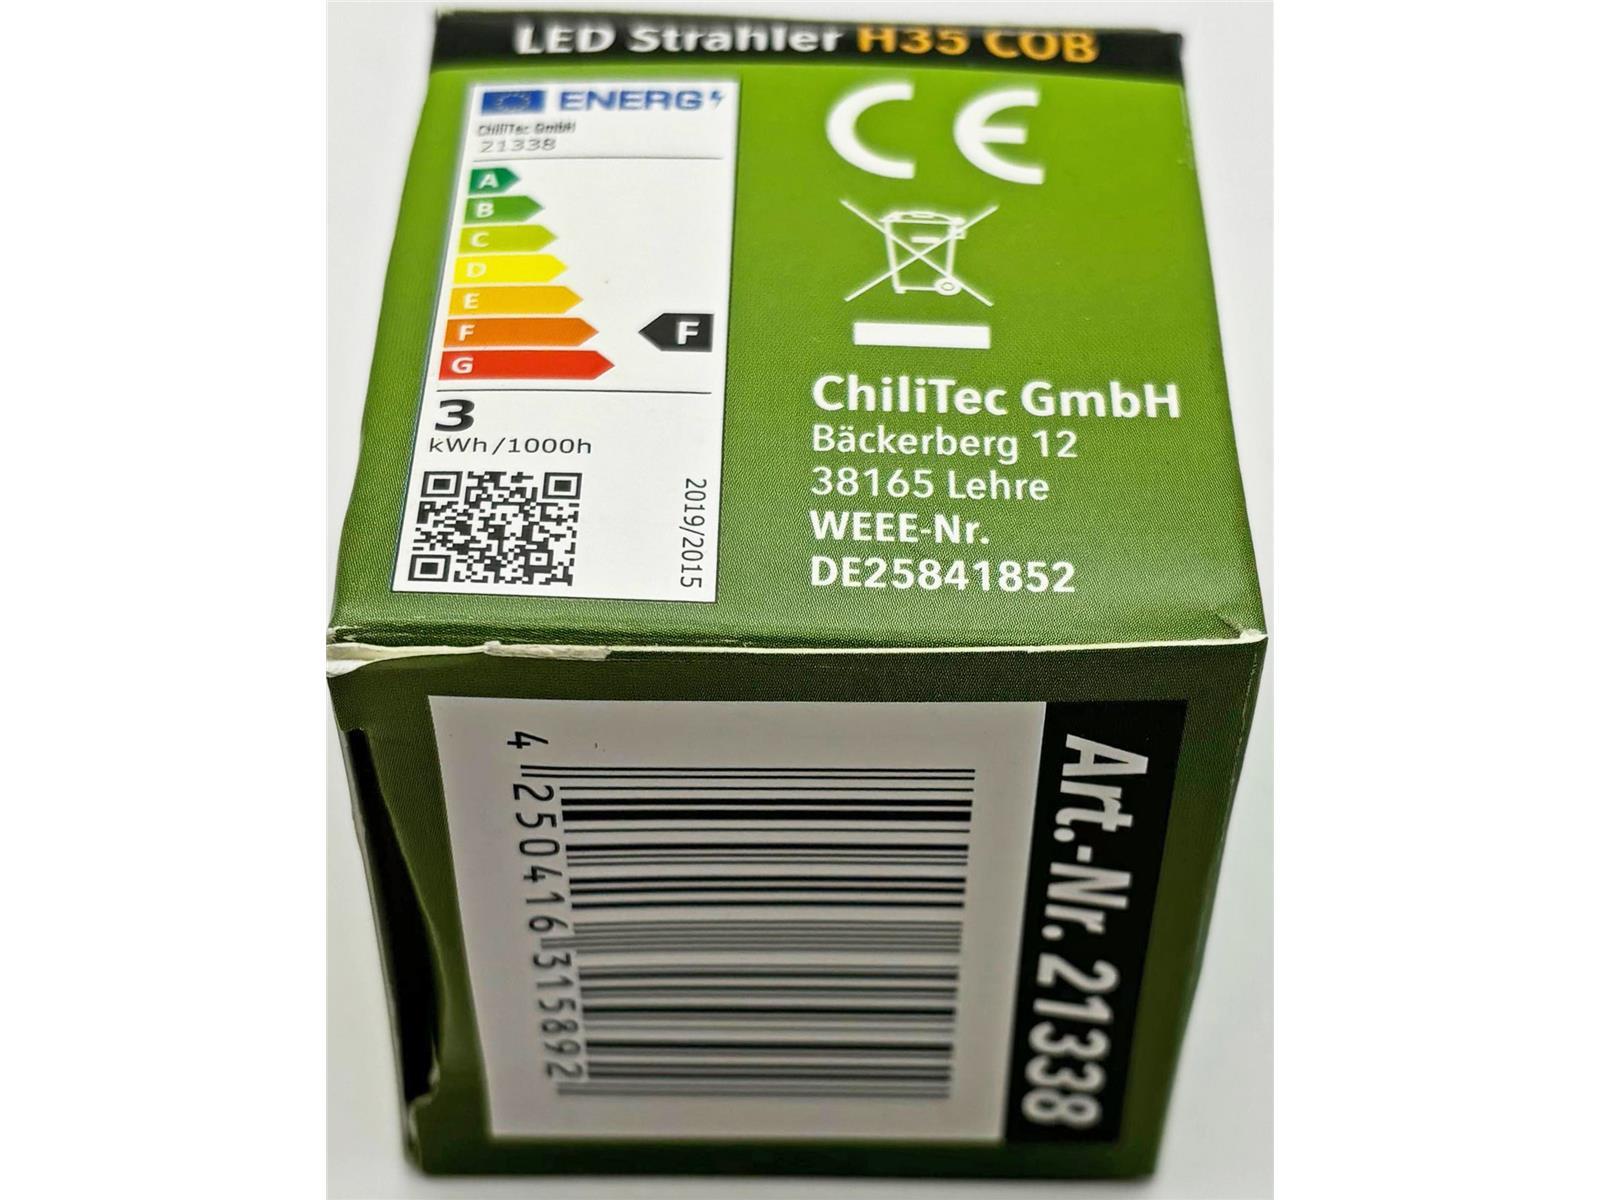 LED Strahler H35 COB
ENERG
ChiliTec GmbH
21338
A
B
C
D
E
F
G
F
3
kWh/1000h
2019/2015
CE
ChiliTec GmbH
Bäckerberg 12
38165 Lehre
WEEE-Nr.
DE25841852
4 250416 315892
Art.-Nr. 21338